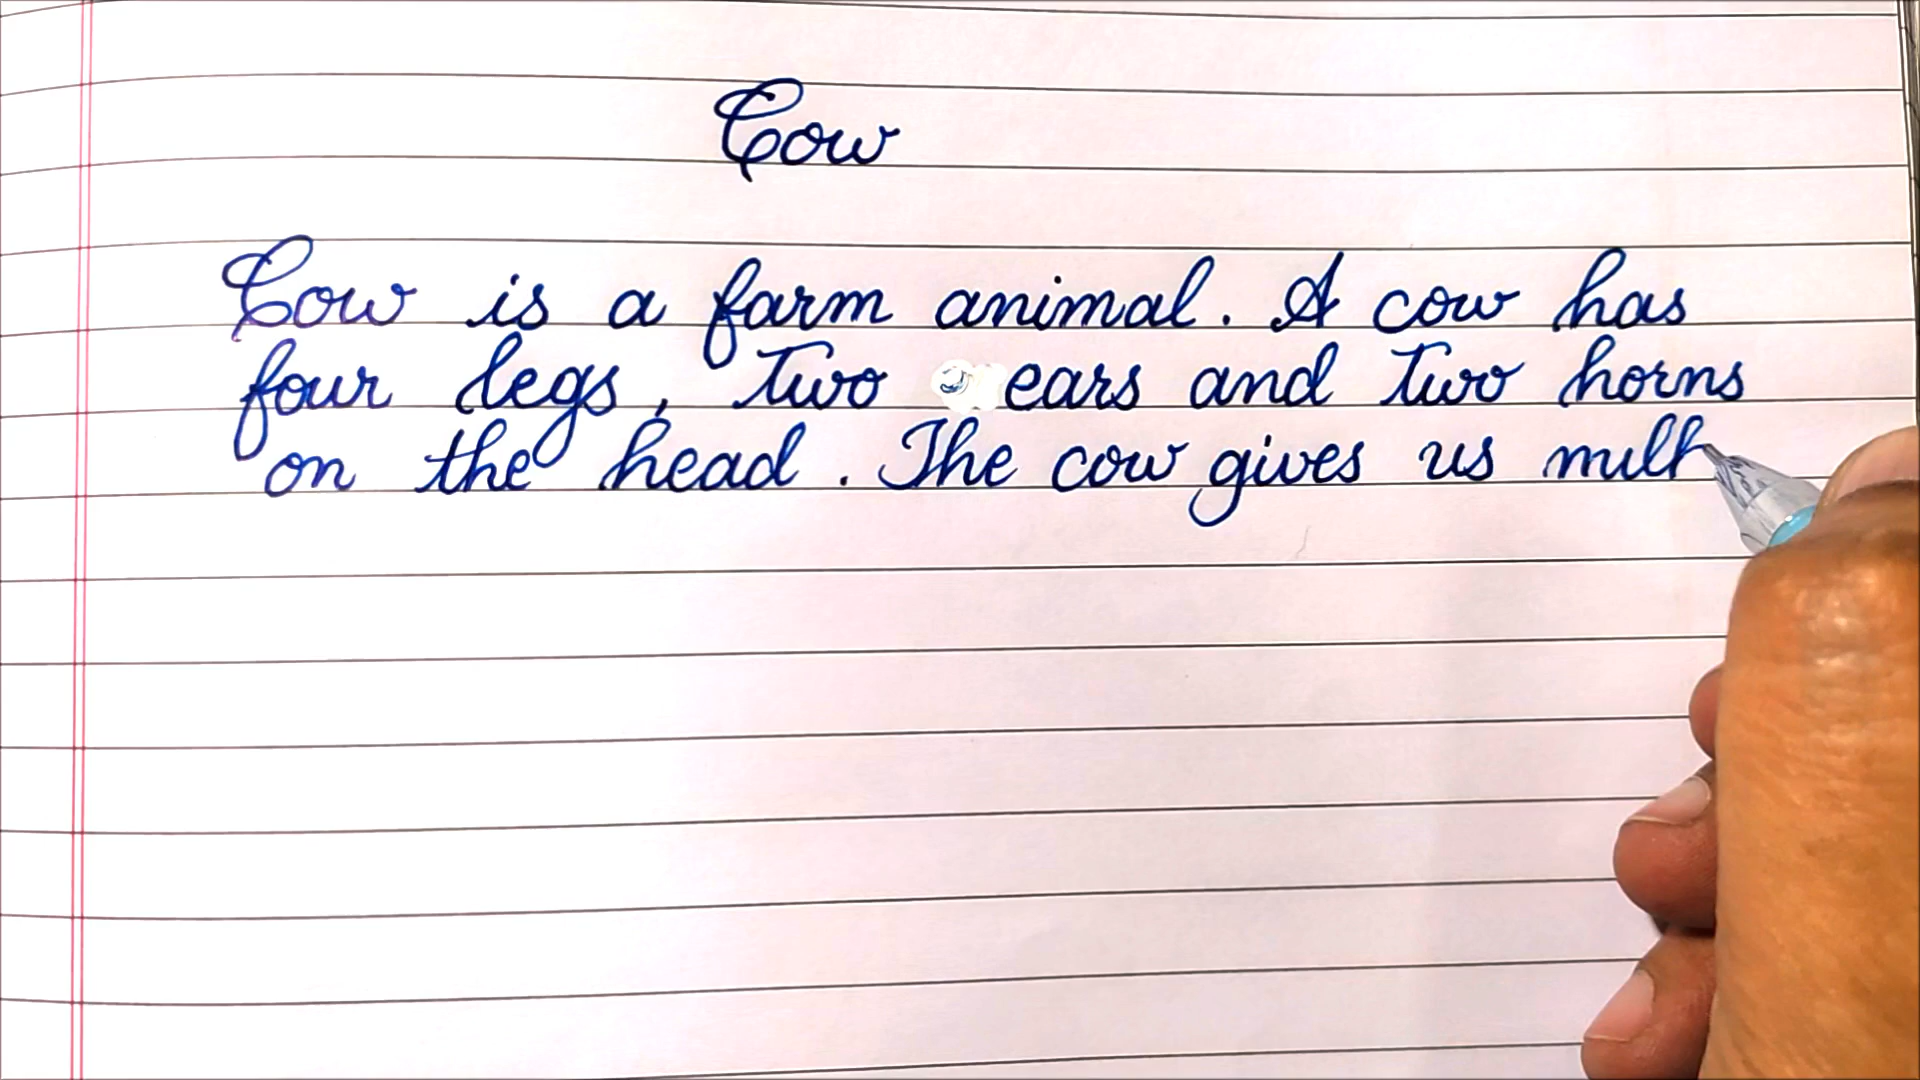 Cow
Cow is a farm animal. A cow has
four legs, two ears and two horns
on the head. The cow gives us milk